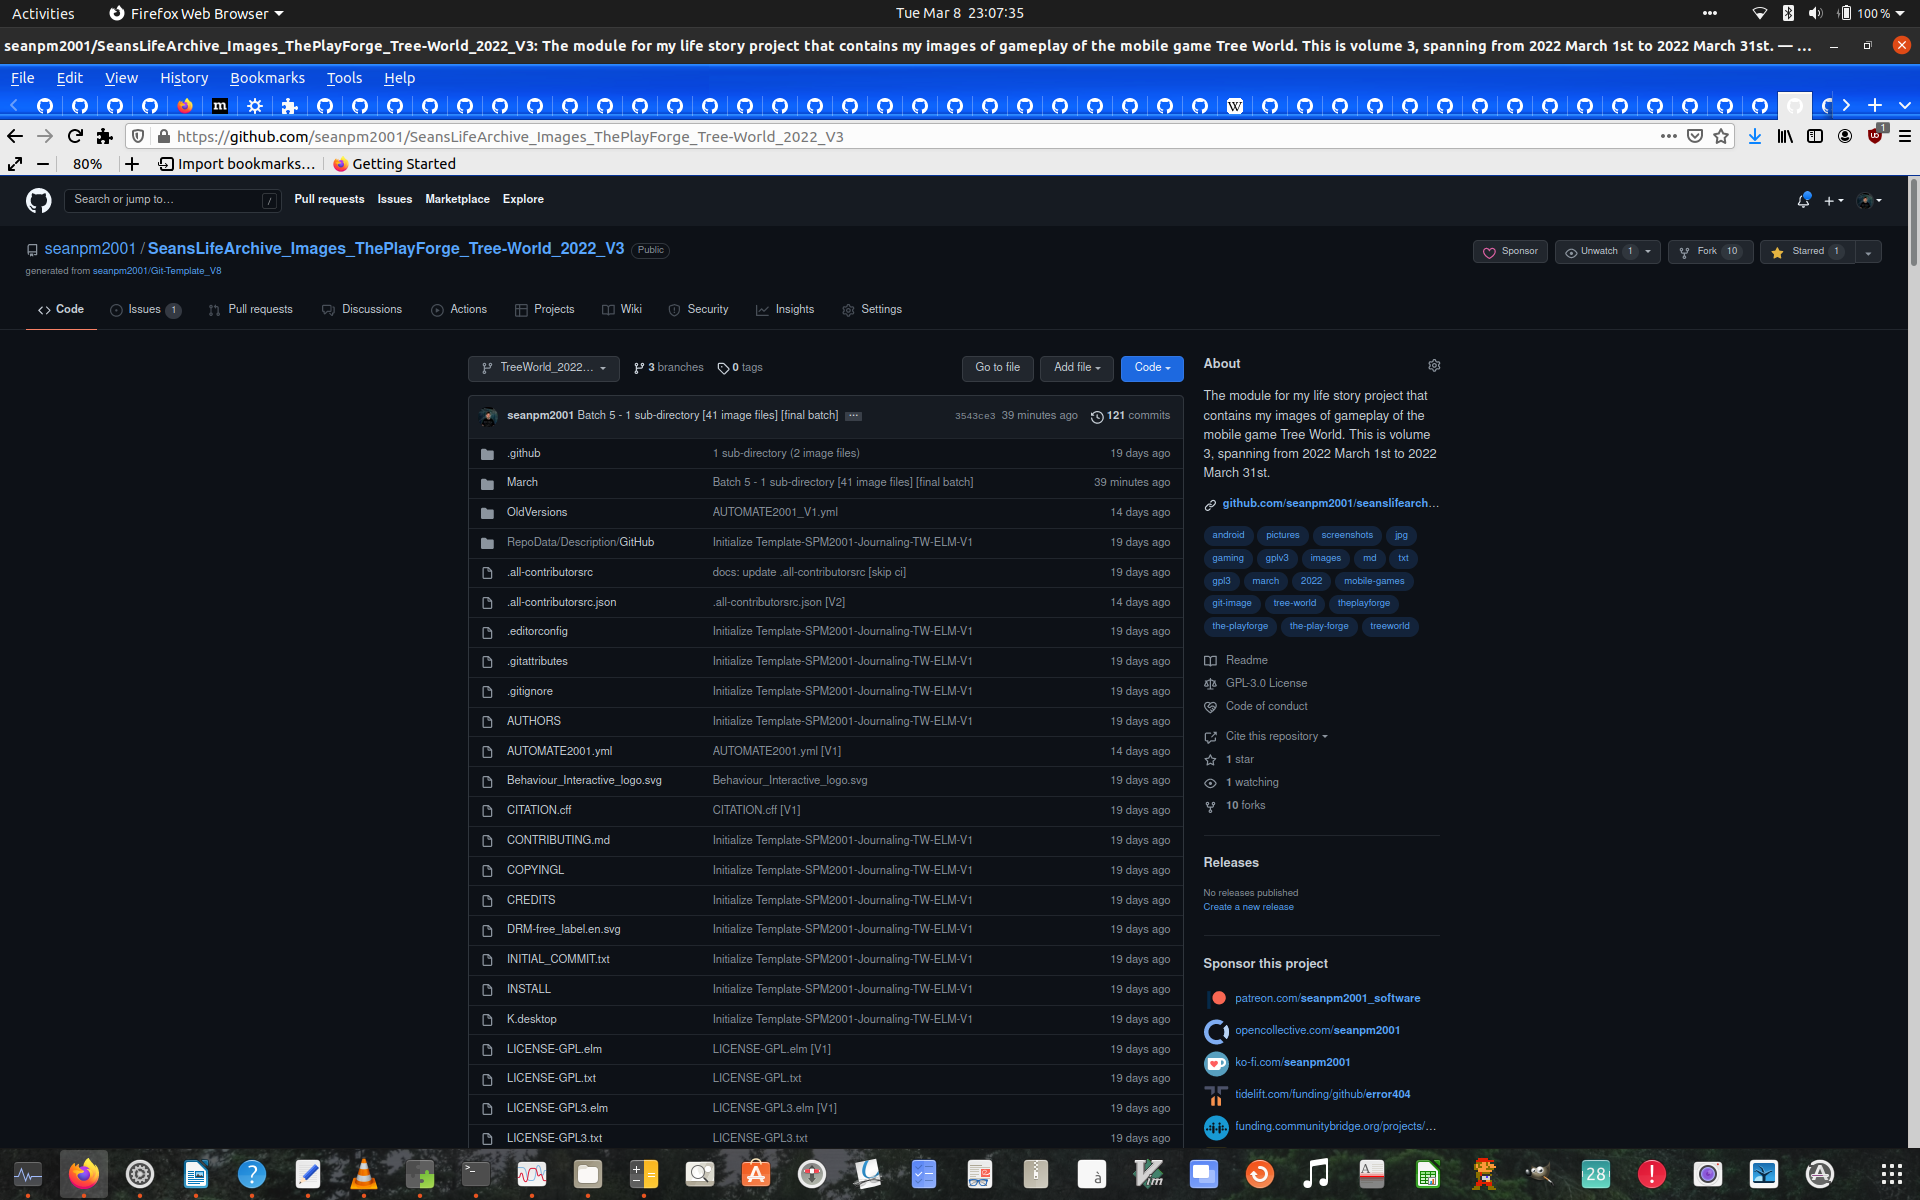 Activities
Firefox Web Browser
Tue Mar 8 23:07:35
100 %
seanpm2001/SeansLifeArchive_Images_ThePlayForge_Tree-World_2022_V3: The module for my life story project that contains my images of gameplay of the mobile game Tree World. This is volume 3, spanning from 2022 March 1st to 2022 March 31st. — ...
File Edit View History Bookmarks Tools Help
https://github.com/seanpm2001/SeansLifeArchive_Images_ThePlayForge_Tree-World_2022_V3
80%
Import bookmarks...
Getting Started
Search or jump to...
/
Pull requests Issues Marketplace Explore
seanpm2001 / SeansLifeArchive_Images_ThePlayForge_Tree-World_2022_V3 Public
generated from seanpm2001/Git-Template_V8
Sponsor
Unwatch 1
Fork 10
Starred 1
Code
Issues 1
Pull requests
Discussions
Actions
Projects
Wiki
Security
Insights
Settings
TreeWorld_2022...
3 branches
0 tags
Go to file
Add file
Code
seanpm2001 Batch 5 - 1 sub-directory [41 image files] [final batch] ... 3543ce3 39 minutes ago 121 commits
.github 1 sub-directory (2 image files) 19 days ago
March Batch 5 - 1 sub-directory [41 image files] [final batch] 39 minutes ago
OldVersions AUTOMATE2001_V1.yml 14 days ago
RepoData/Description/GitHub Initialize Template-SPM2001-Journaling-TW-ELM-V1 19 days ago
.all-contributorsrc docs: update .all-contributorsrc [skip ci] 19 days ago
.all-contributorsrc.json .all-contributorsrc.json [V2] 14 days ago
.editorconfig Initialize Template-SPM2001-Journaling-TW-ELM-V1 19 days ago
.gitattributes Initialize Template-SPM2001-Journaling-TW-ELM-V1 19 days ago
.gitignore Initialize Template-SPM2001-Journaling-TW-ELM-V1 19 days ago
AUTHORS Initialize Template-SPM2001-Journaling-TW-ELM-V1 19 days ago
AUTOMATE2001.yml AUTOMATE2001.yml [V1] 14 days ago
Behaviour_Interactive_logo.svg Behaviour_Interactive_logo.svg 19 days ago
CITATION.cff CITATION.cff [V1] 19 days ago
CONTRIBUTING.md Initialize Template-SPM2001-Journaling-TW-ELM-V1 19 days ago
COPYINGL Initialize Template-SPM2001-Journaling-TW-ELM-V1 19 days ago
CREDITS Initialize Template-SPM2001-Journaling-TW-ELM-V1 19 days ago
DRM-free_label.en.svg Initialize Template-SPM2001-Journaling-TW-ELM-V1 19 days ago
INITIAL_COMMIT.txt Initialize Template-SPM2001-Journaling-TW-ELM-V1 19 days ago
INSTALL Initialize Template-SPM2001-Journaling-TW-ELM-V1 19 days ago
K.desktop Initialize Template-SPM2001-Journaling-TW-ELM-V1 19 days ago
LICENSE-GPL.elm LICENSE-GPL.elm [V1] 19 days ago
LICENSE-GPL.txt LICENSE-GPL.txt 19 days ago
LICENSE-GPL3.elm LICENSE-GPL3.elm [V1] 19 days ago
LICENSE-GPL3.txt LICENSE-GPL3.txt 19 days ago
About
The module for my life story project that
contains my images of gameplay of the
mobile game Tree World. This is volume
3, spanning from 2022 March 1st to 2022
March 31st.
github.com/seanpm2001/seanslifearch...
android pictures screenshots jpg
gaming gplv3 images md txt
gpl3 march 2022 mobile-games
git-image tree-world theplayforge
the-playforge the-play-forge treeworld
Readme
GPL-3.0 License
Code of conduct
Cite this repository
1 star
1 watching
10 forks
Releases
No releases published
Create a new release
Sponsor this project
patreon.com/seanpm2001_software
opencollective.com/seanpm2001
ko-fi.com/seanpm2001
tidelift.com/funding/github/error404
funding.communitybridge.org/projects/...
28